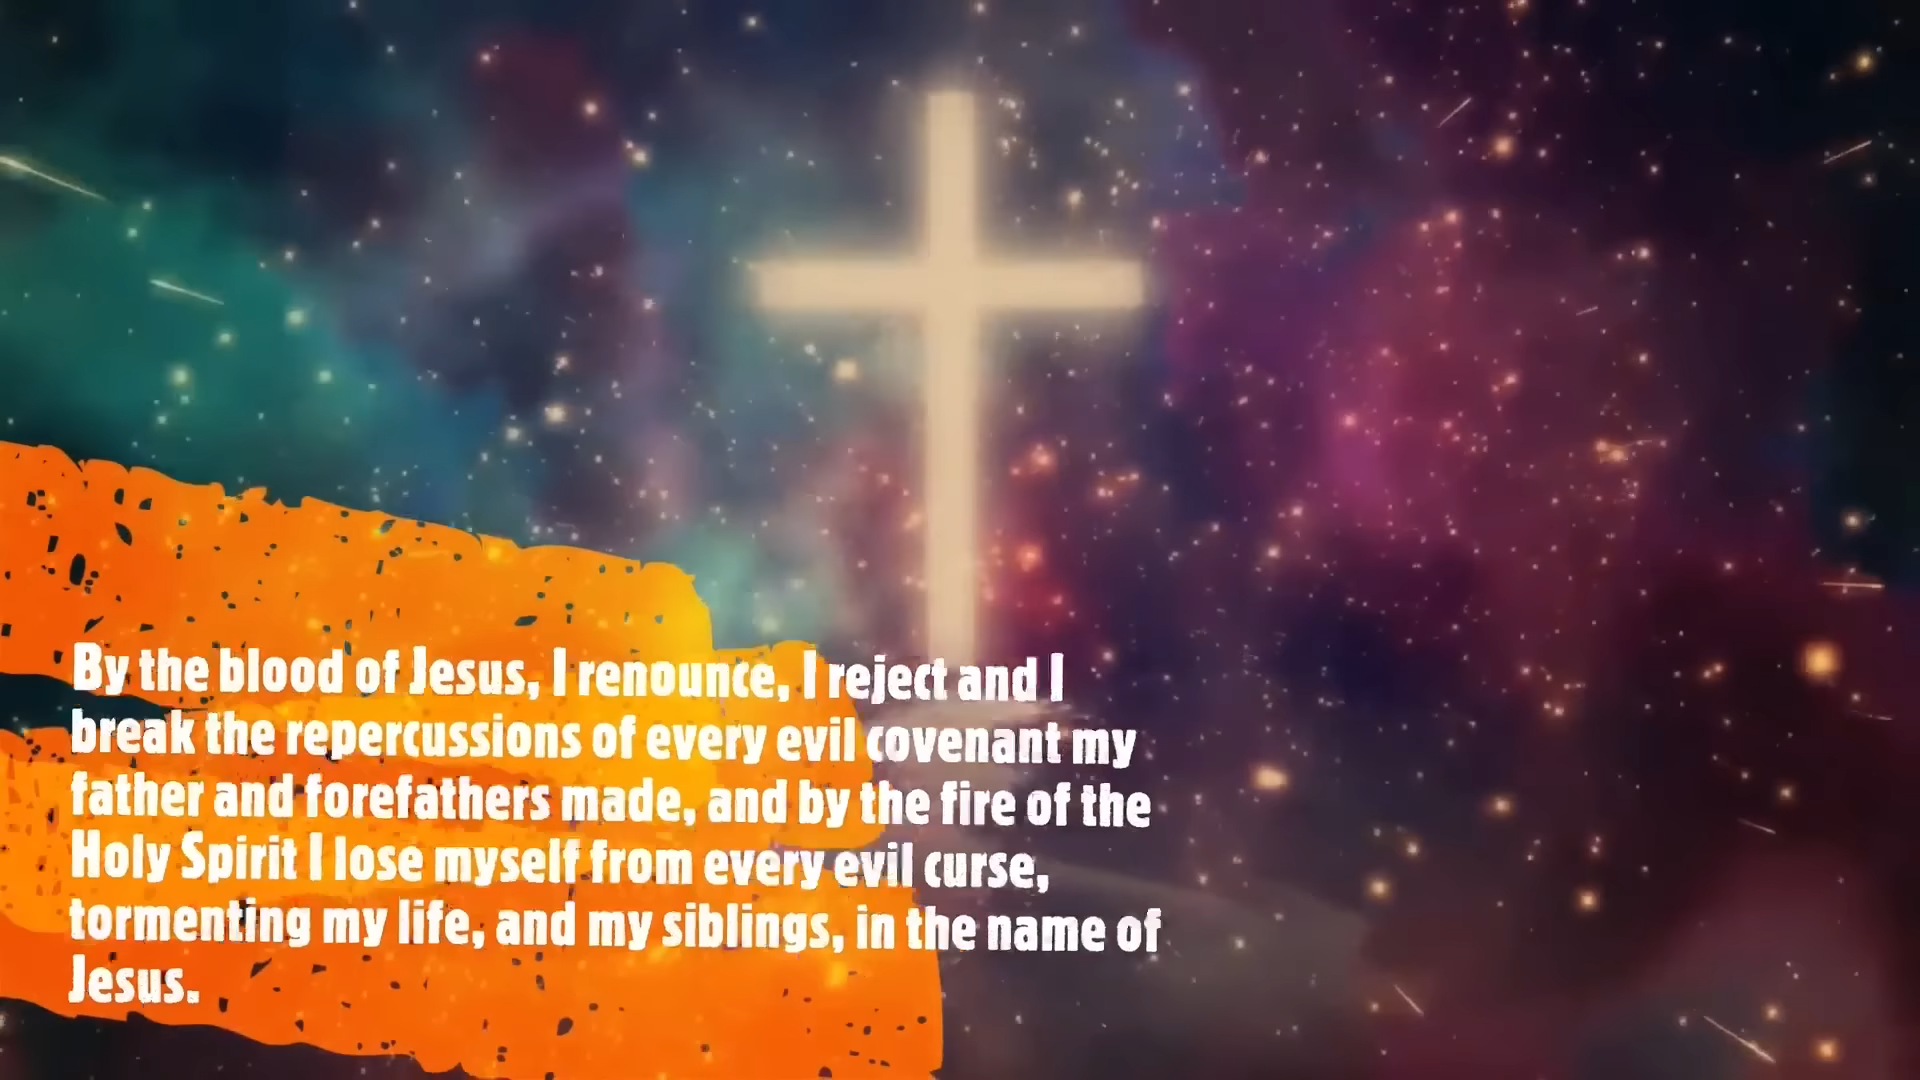 By the blood of Jesus, I renounce, I reject and I
break the repercussions of every evil covenant my
father and forefathers made, and by the fire of the
Holy Spirit I lose myself from every evil curse,
tormenting my life, and my siblings, in the name of
Jesus.